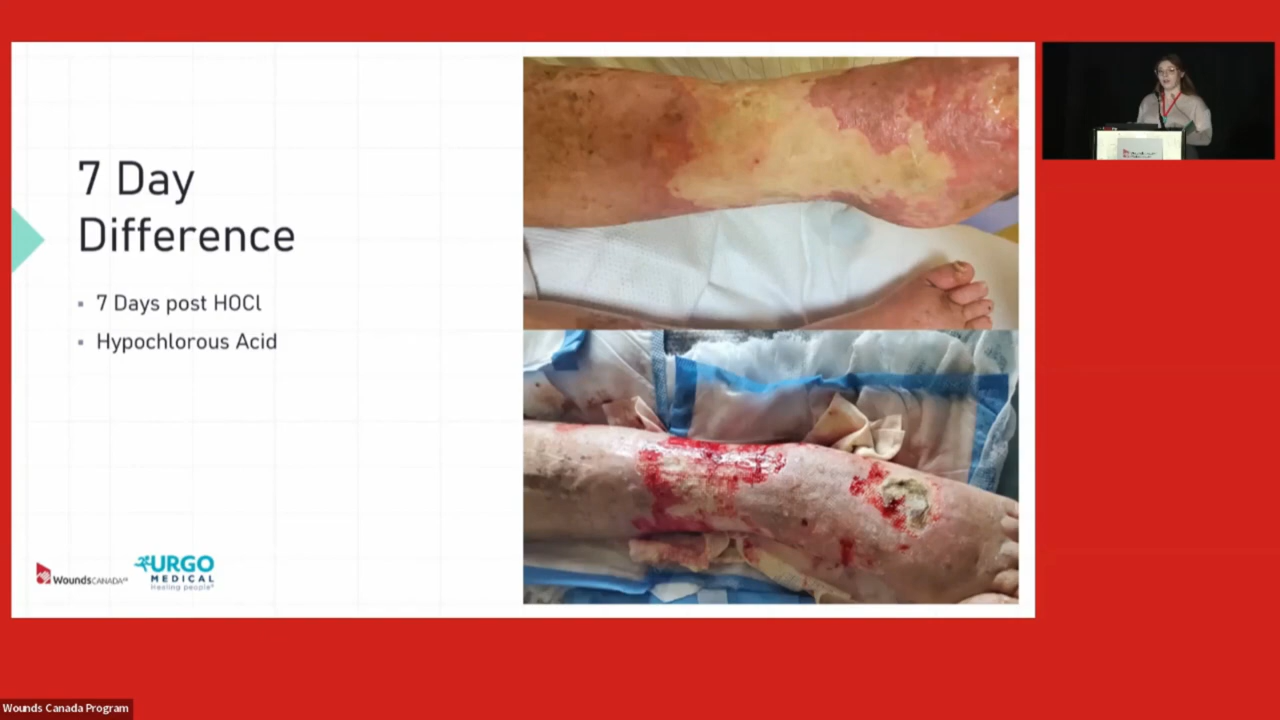 7 Day
Difference
7 Days post HOCl
Hypochlorous Acid
WoundsCANADA
URGO
MEDICAL
Healing people
Wounds Canada Program